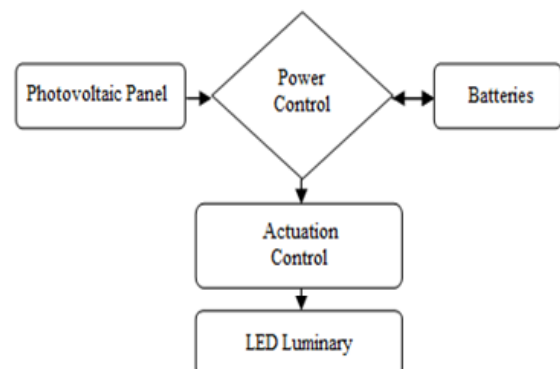 Photovoltaic Panel
Power
Control
Batteries
Actuation
Control
LED Luminary